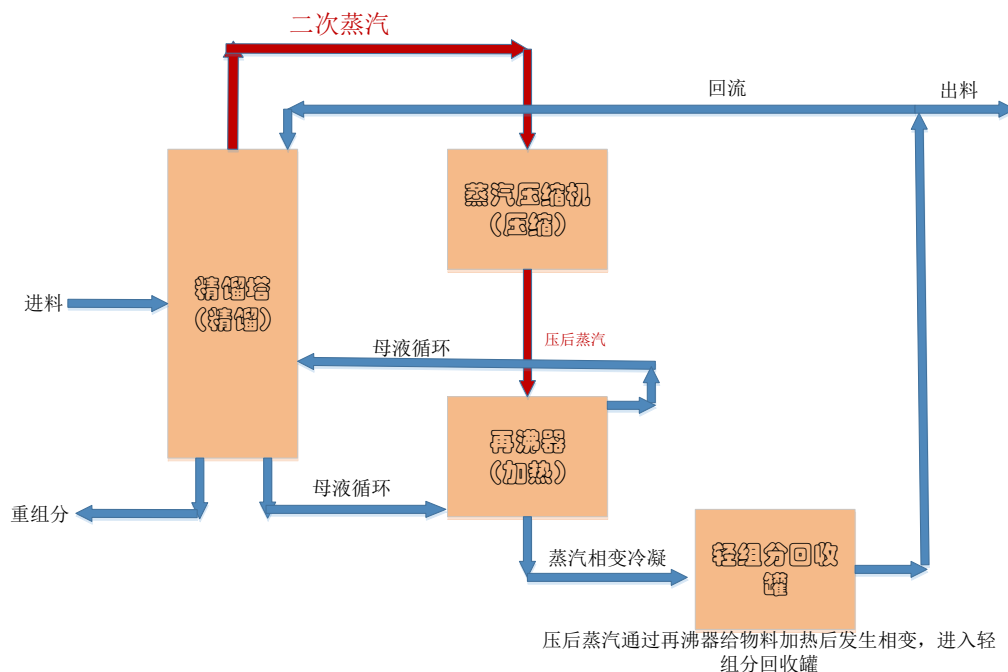 二次蒸汽
回流
出料
蒸汽压缩机
(压缩)
精馏塔
(精馏)
进料
压后蒸汽
母液循环
再沸器
(加热)
母液循环
重组分
蒸汽相变冷凝
轻组分回收
罐
压后蒸汽通过再沸器给物料加热后发生相变，进入轻
组分回收罐